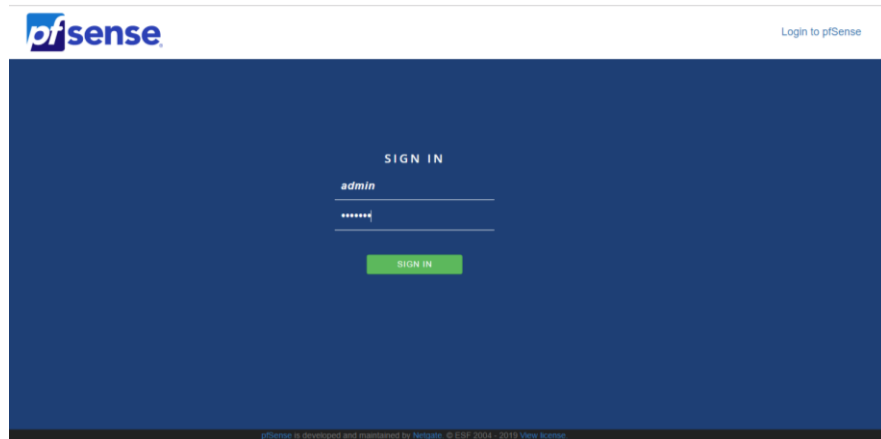 pfsense
Login to pfSense
SIGN IN
admin
•••••••
SIGN IN
pfSense is developed and maintained by Netgate. © ESF 2004 - 2019 View license.